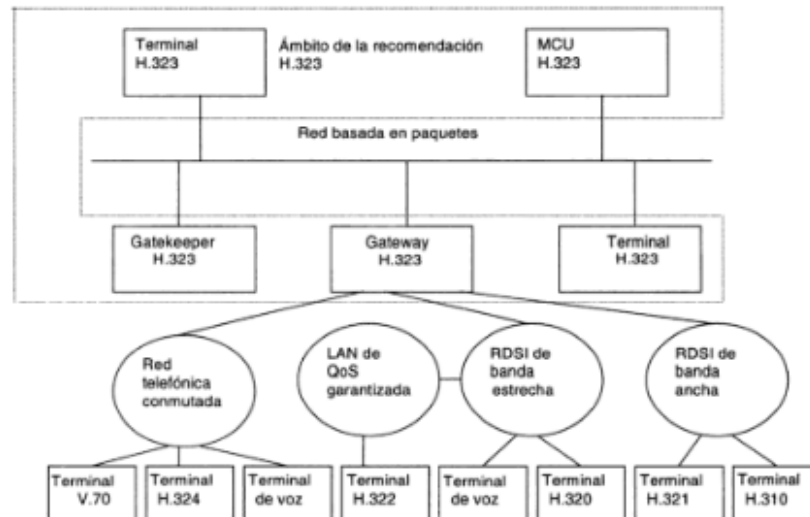 Terminal
H.323
Ámbito de la recomendación
H.323
MCU
H.323
Red basada en paquetes
Gatekeeper
H.323
Gateway
H.323
Terminal
H.323
Red
telefónica
conmutada
LAN de
QoS
garantizada
RDSI de
banda
estrecha
RDSI de
banda
ancha
Terminal
V.70
Terminal
H.324
Terminal
de voz
Terminal
H.322
Terminal
de voz
Terminal
H.320
Terminal
H.321
Terminal
H.310